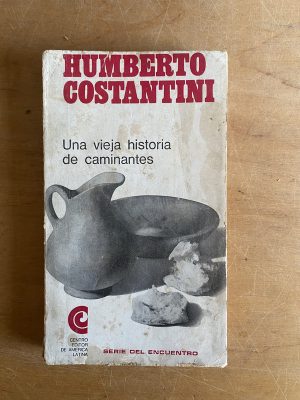 HUMBERTO
COSTANTINI
Una vieja historia
de caminantes
CENTRO
EDITOR
DE AMERICA
LATINA
SERIE DEL ENCUENTRO